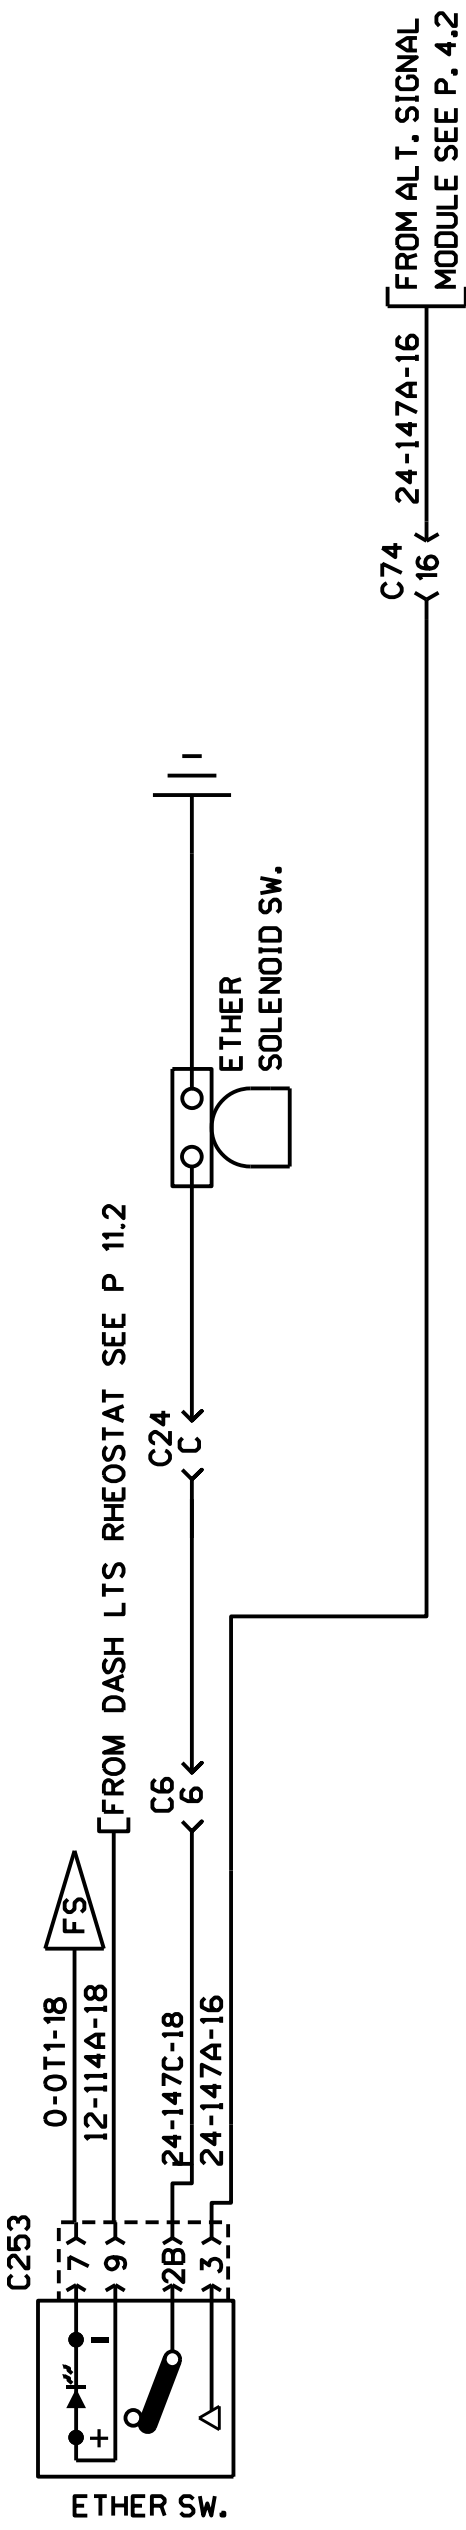 FROM ALT. SIGNAL
MODULE SEE P. 4.2
24-147A-16
C74
16
ETHER
SOLENOID SW.
FROM DASH LTS RHEOSTAT SEE P 11.2
C24
C
C6
6
FS
0-0T1-18
12-114A-18
24-147C-18
24-147A-16
C253
7
9
2B
3
-
+
ETHER SW.